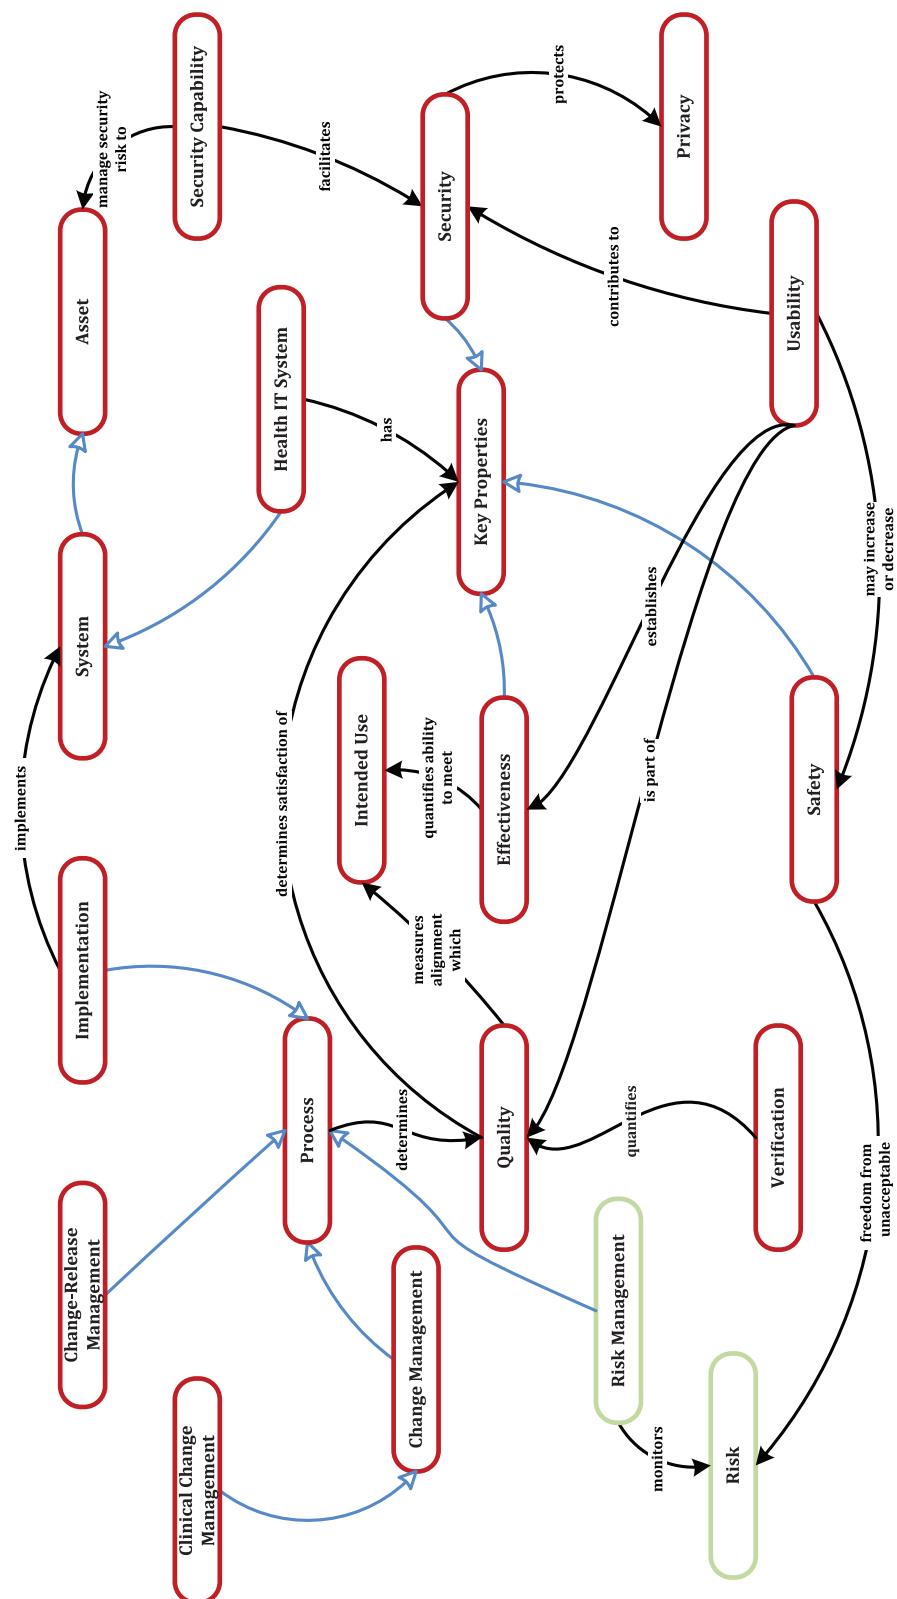 Clinical Change
Management
Change-Release
Management
Implementation
implements
System
Asset
manage security
risk to
Security Capability
facilitates
Health IT System
has
Process
determines
Change Management
determines satisfaction of
Intended Use
quantifies ability
to meet
measures
alignment
which
Security
protects
Privacy
contributes to
Key Properties
Effectiveness
establishes
Quality
is part of
quantifies
Verification
Risk Management
monitors
Risk
Usability
may increase
or decrease
Safety
freedom from
unacceptable